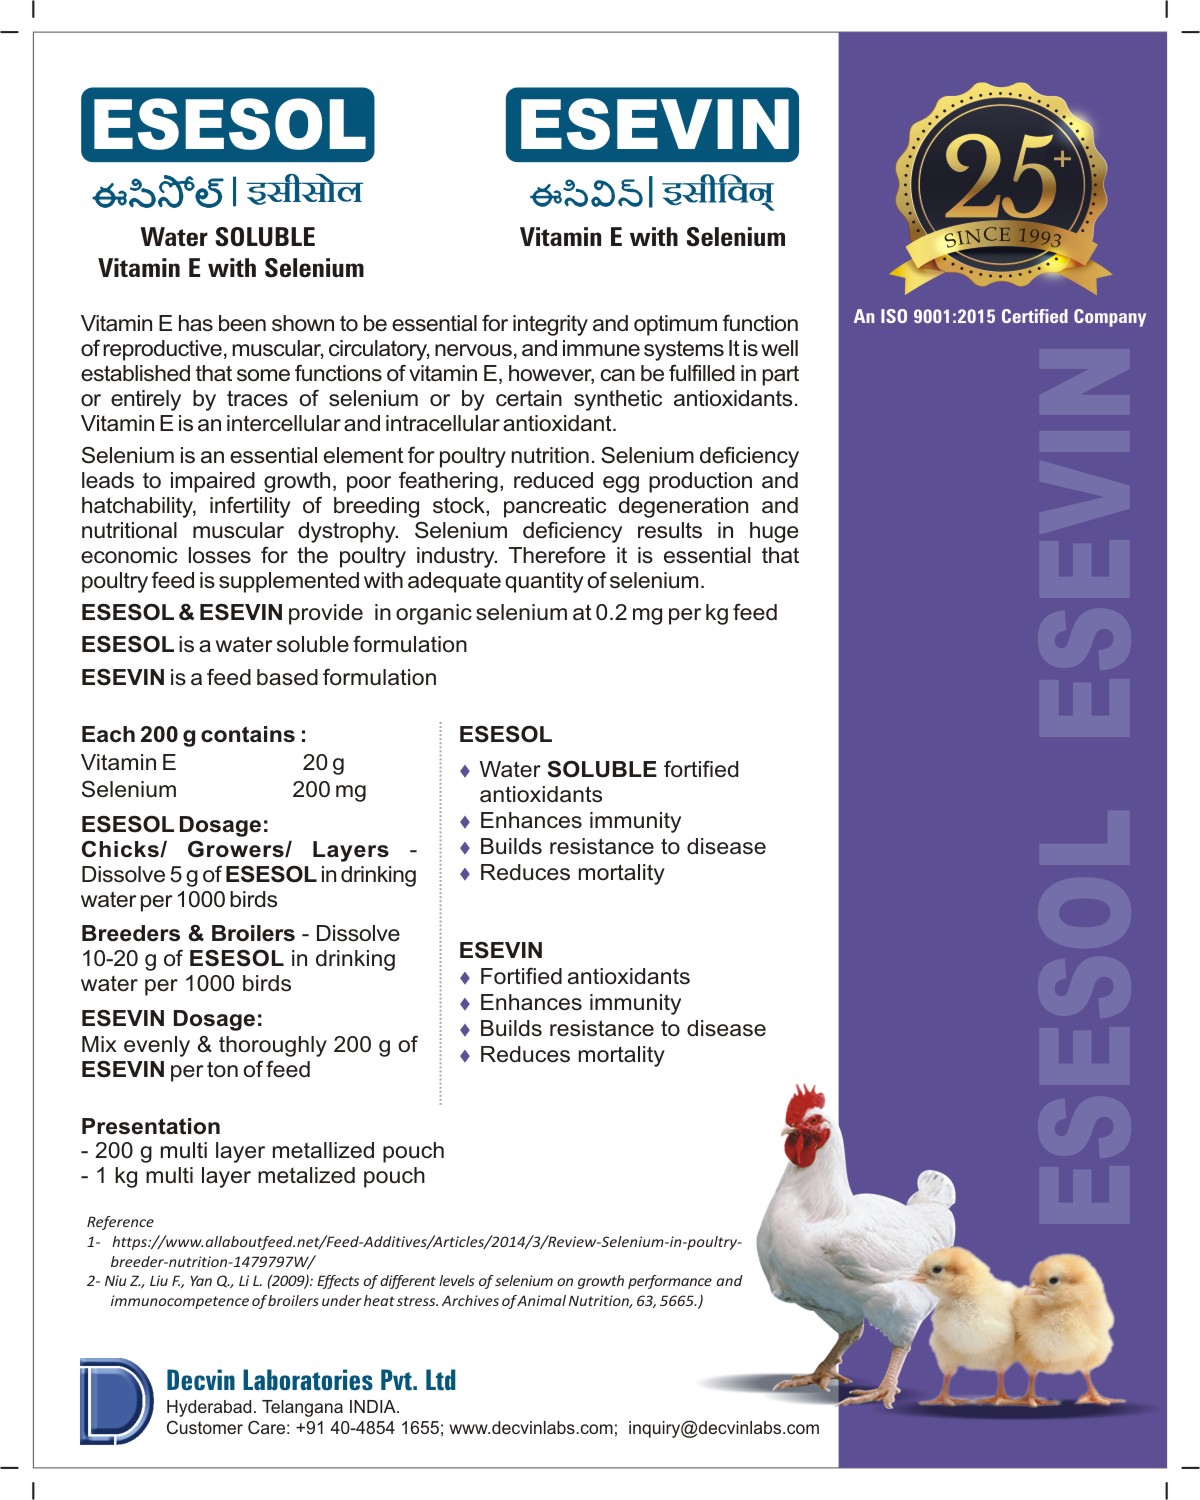 ESESOL
ఈసిసోల్ | इसीसोल
Water SOLUBLE
Vitamin E with Selenium
ESEVIN
ఈసివిన్ | इसीविन्
Vitamin E with Selenium
25+
SINCE 1993
An ISO 9001:2015 Certified Company
Vitamin E has been shown to be essential for integrity and optimum function
of reproductive, muscular, circulatory, nervous, and immune systems It is well
established that some functions of vitamin E, however, can be fulfilled in part
or entirely by traces of selenium or by certain synthetic antioxidants.
Vitamin E is an intercellular and intracellular antioxidant.
Selenium is an essential element for poultry nutrition. Selenium deficiency
leads to impaired growth, poor feathering, reduced egg production and
hatchability, infertility of breeding stock, pancreatic degeneration and
nutritional muscular dystrophy. Selenium deficiency results in huge
economic losses for the poultry industry. Therefore it is essential that
poultry feed is supplemented with adequate quantity of selenium.
ESESOL & ESEVIN provide in organic selenium at 0.2 mg per kg feed
ESESOL is a water soluble formulation
ESEVIN is a feed based formulation
Each 200 g contains :
Vitamin E 20 g
Selenium 200 mg
ESESOL Dosage:
Chicks/ Growers/ Layers -
Dissolve 5 g of ESESOL in drinking
water per 1000 birds
Breeders & Broilers - Dissolve
10-20 g of ESESOL in drinking
water per 1000 birds
ESEVIN Dosage:
Mix evenly & thoroughly 200 g of
ESEVIN per ton of feed
ESESOL
♦ Water SOLUBLE fortified
antioxidants
♦ Enhances immunity
♦ Builds resistance to disease
♦ Reduces mortality
ESEVIN
♦ Fortified antioxidants
♦ Enhances immunity
♦ Builds resistance to disease
♦ Reduces mortality
Presentation
- 200 g multi layer metallized pouch
- 1 kg multi layer metalized pouch
Reference
1- https://www.allaboutfeed.net/Feed-Additives/Articles/2014/3/Review-Selenium-in-poultry-
breeder-nutrition-1479797W/
2- Niu Z., Liu F., Yan Q., Li L. (2009): Effects of different levels of selenium on growth performance and
immunocompetence of broilers under heat stress. Archives of Animal Nutrition, 63, 5665.)
Decvin Laboratories Pvt. Ltd
Hyderabad. Telangana INDIA.
Customer Care: +91 40-4854 1655; www.decvinlabs.com; inquiry@decvinlabs.com
ESESOL ESEVIN